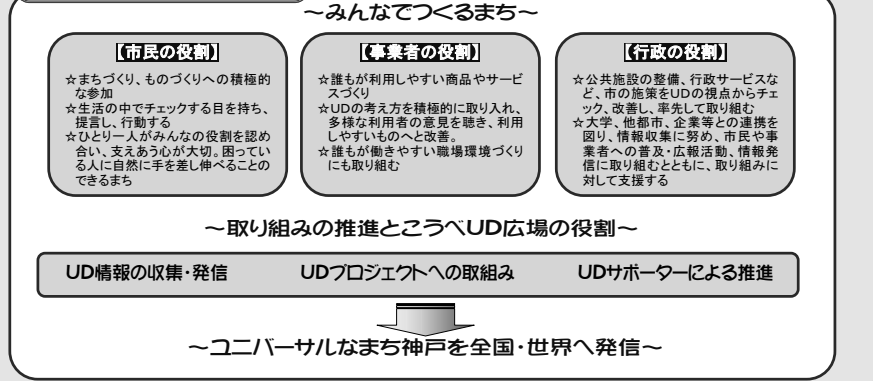 ～みんなでつくるまち～
【市民の役割】
☆まちづくり、ものづくりへの積極的
な参加
☆生活の中でチェックする目を持ち、
提言し、行動する
☆ひとり一人がみんなの役割を認め
合い、支えあう心が大切。困ってい
る人に自然に手を差し伸べることの
できるまち
【事業者の役割】
☆誰もが利用しやすい商品やサービ
スづくり
☆UDの考え方を積極的に取り入れ、
多様な利用者の意見を聴き、利用
しやすいものへと改善。
☆誰もが働きやすい職場環境づくり
にも取り組む
【行政の役割】
☆公共施設の整備、行政サービスな
ど、市の施策をUDの視点からチェ
ック、改善し、率先して取り組む
☆大学、他都市、企業等との連携を
図り、情報収集に努め、市民や事
業者への普及・広報活動、情報発
信に取り組むとともに、取り組みに
対して支援する
～取り組みの推進とこうべUD広場の役割～
UD情報の収集・発信 UDプロジェクトへの取組み UDサポーターによる推進
～ユニバーサルなまち神戸を全国・世界へ発信～